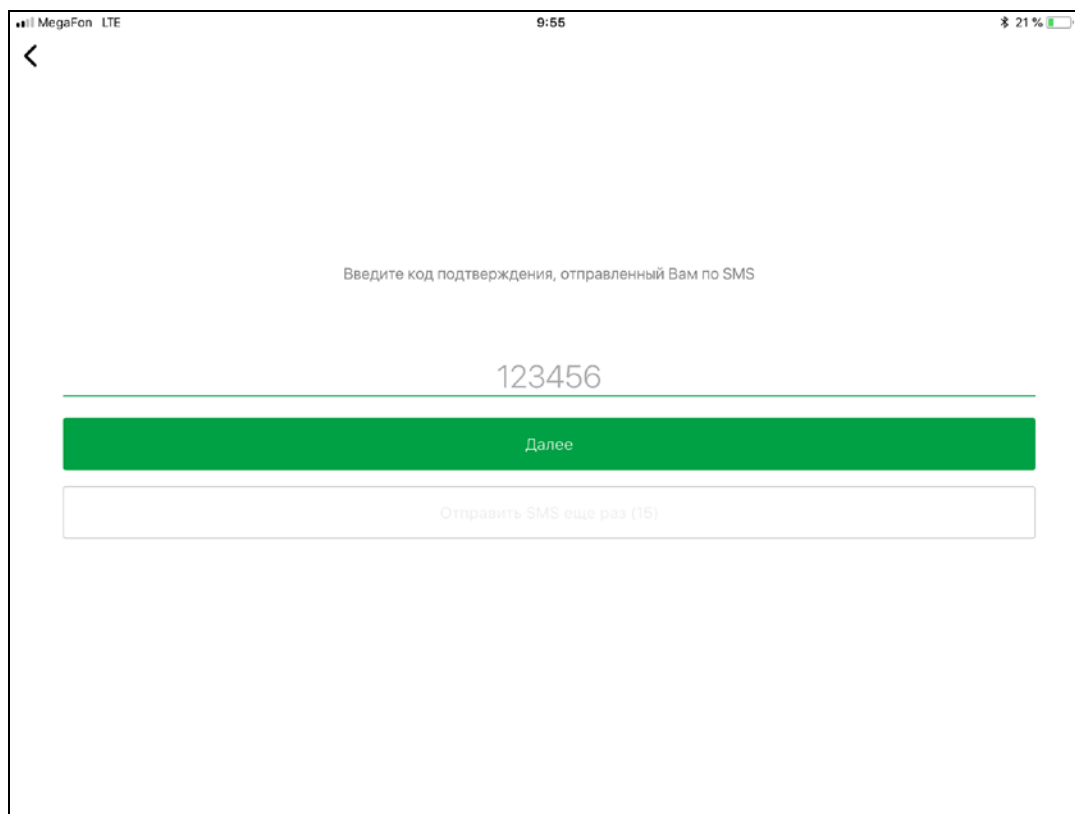 MegaFon LTE 9:55 21 %
Введите код подтверждения, отправленный Вам по SMS
123456
Далее
Отправить SMS еще раз (15)